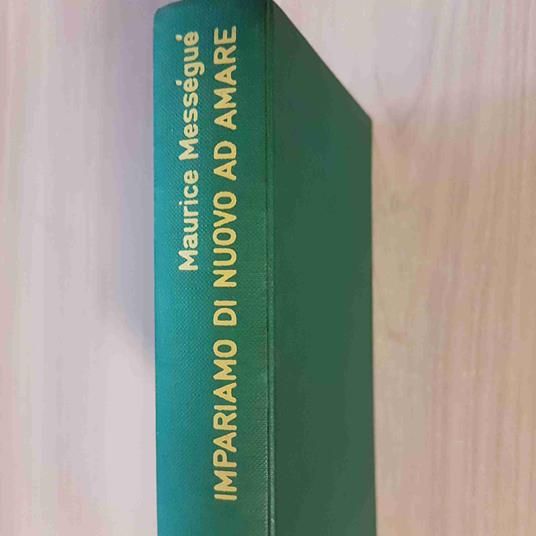 Maurice Mességué
IMPARIAMO DI NUOVO AD AMARE